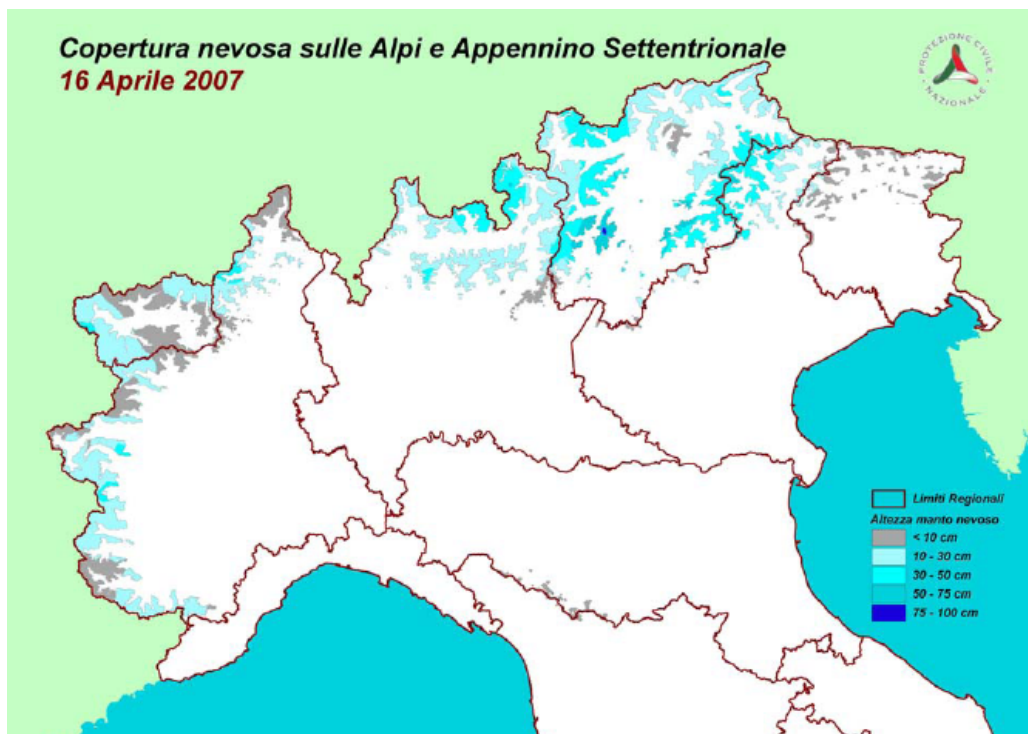 Copertura nevosa sulle Alpi e Appennino Settentrionale
16 Aprile 2007
PROTEZIONE CIVILE
NAZIONALE
Limiti Regionali
Altezza manto nevoso
< 10 cm
10 - 30 cm
30 - 50 cm
50 - 75 cm
75 - 100 cm